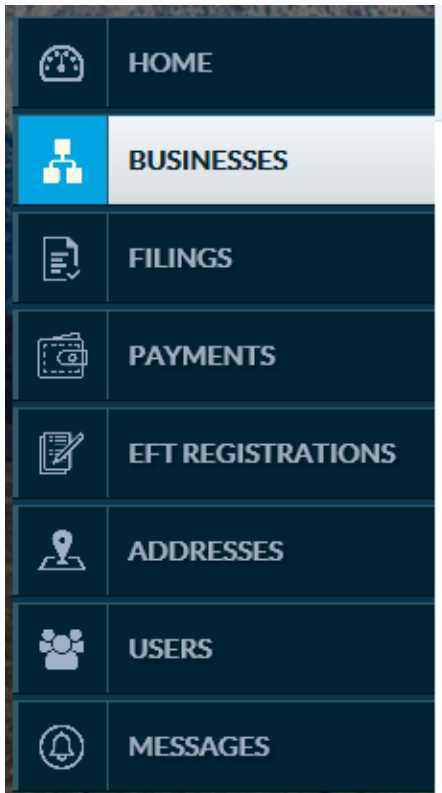 HOME
BUSINESSES
FILINGS
PAYMENTS
EFT REGISTRATIONS
ADDRESSES
USERS
MESSAGES